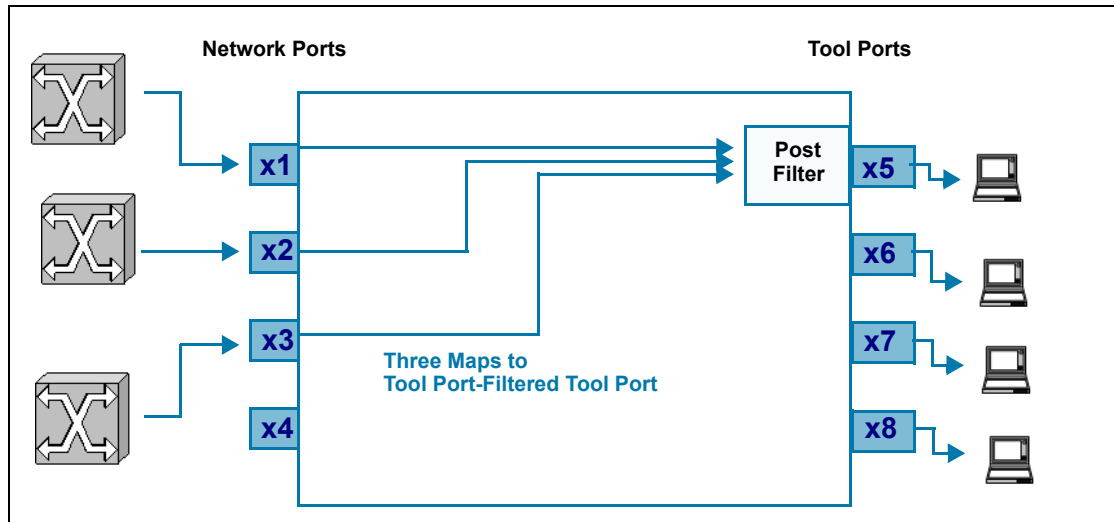 Network Ports
Tool Ports
x1
Post
Filter
x5
x2
x6
x3
x7
Three Maps to
Tool Port-Filtered Tool Port
x4
x8